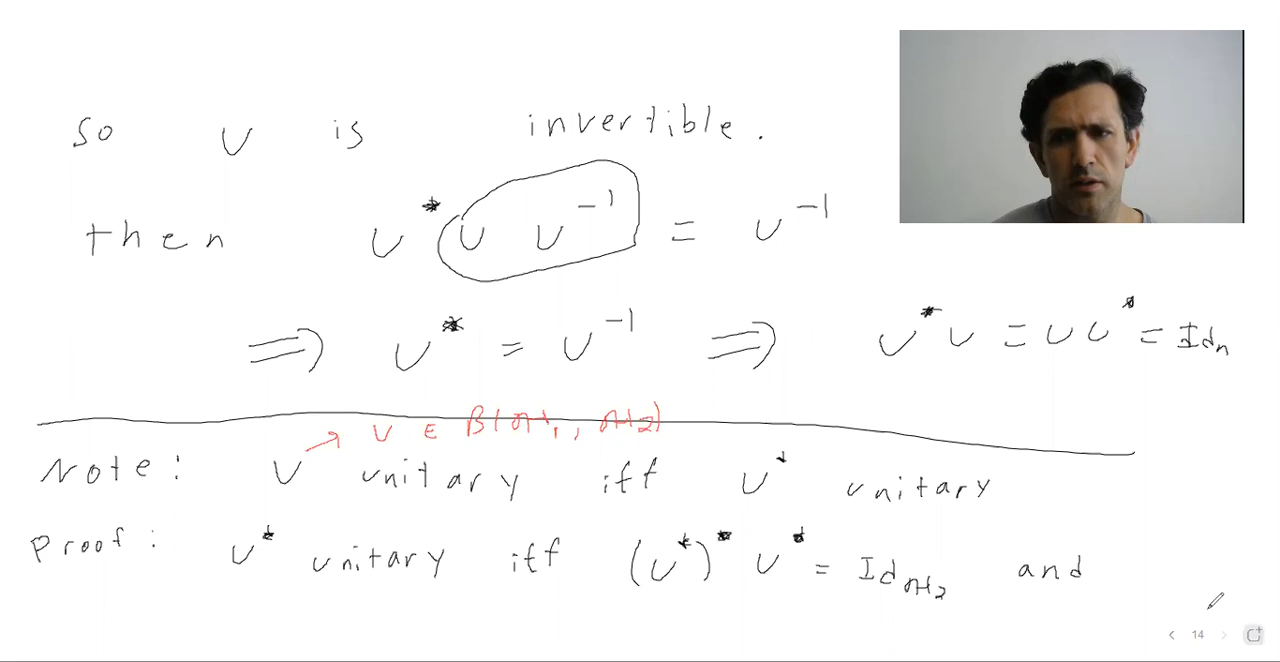 so U is invertible.
then U* U U⁻¹ = U⁻¹
⟹ U* = U⁻¹ ⟹ U*U = UU* = Idn
U ∈ B(H1, H2)
Note: U unitary iff U* unitary
Proof: U* unitary iff (U*)* U* = Id_H2 and
14